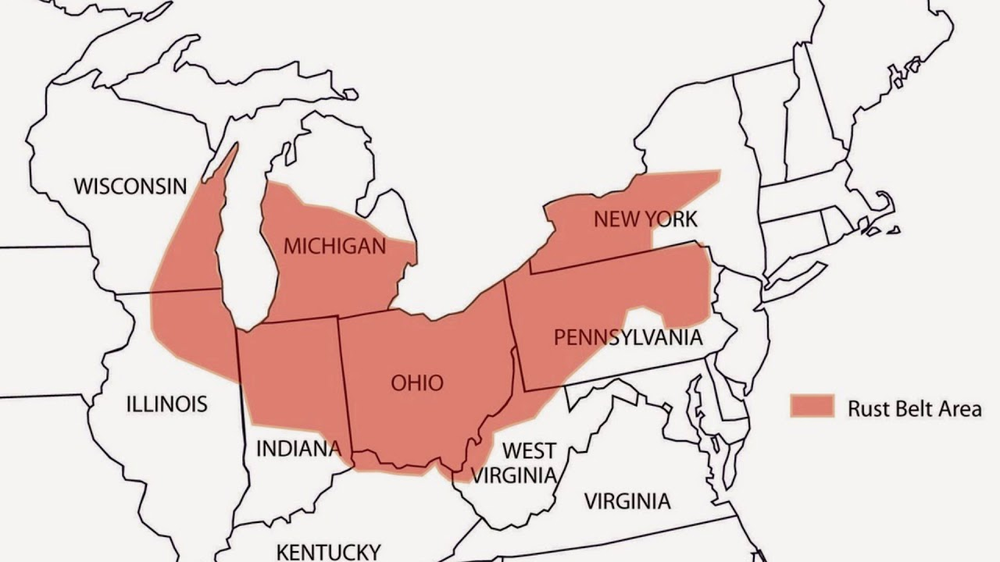 WISCONSIN
MICHIGAN
NEW YORK
PENNSYLVANIA
OHIO
ILLINOIS
Rust Belt Area
INDIANA
WEST
VIRGINIA
VIRGINIA
KENTUCKY